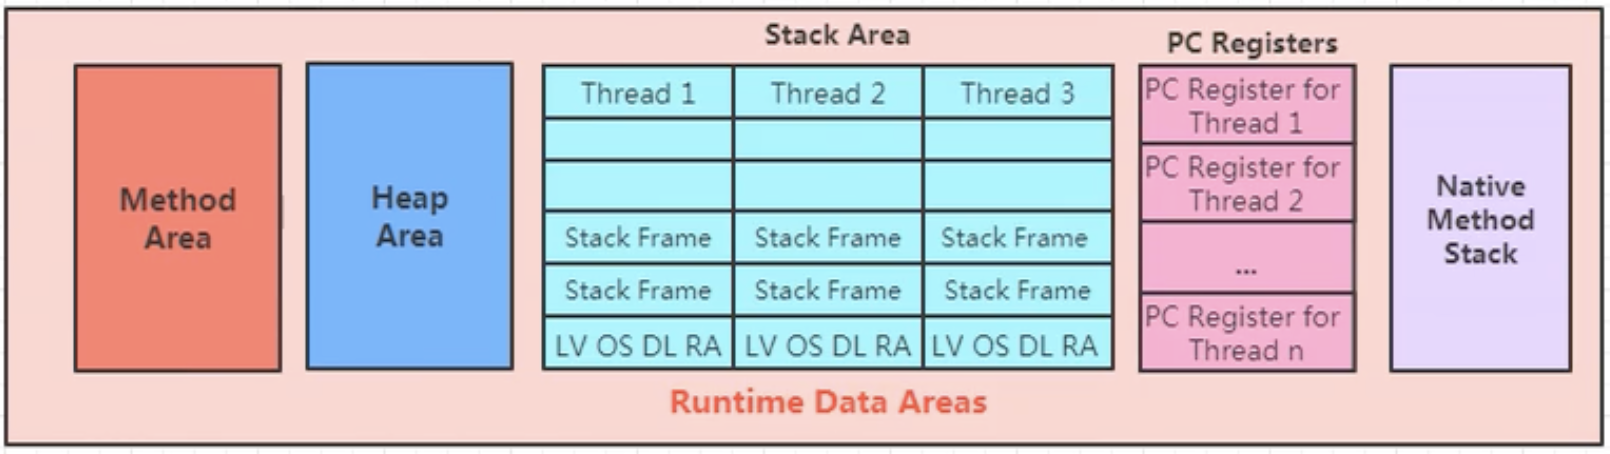 Stack Area
PC Registers
Method
Area
Heap
Area
Thread 1
Thread 2
Thread 3
Stack Frame
Stack Frame
Stack Frame
Stack Frame
Stack Frame
Stack Frame
LV OS DL RA
LV OS DL RA
LV OS DL RA
PC Register for
Thread 1
PC Register for
Thread 2
...
PC Register for
Thread n
Native
Method
Stack
Runtime Data Areas